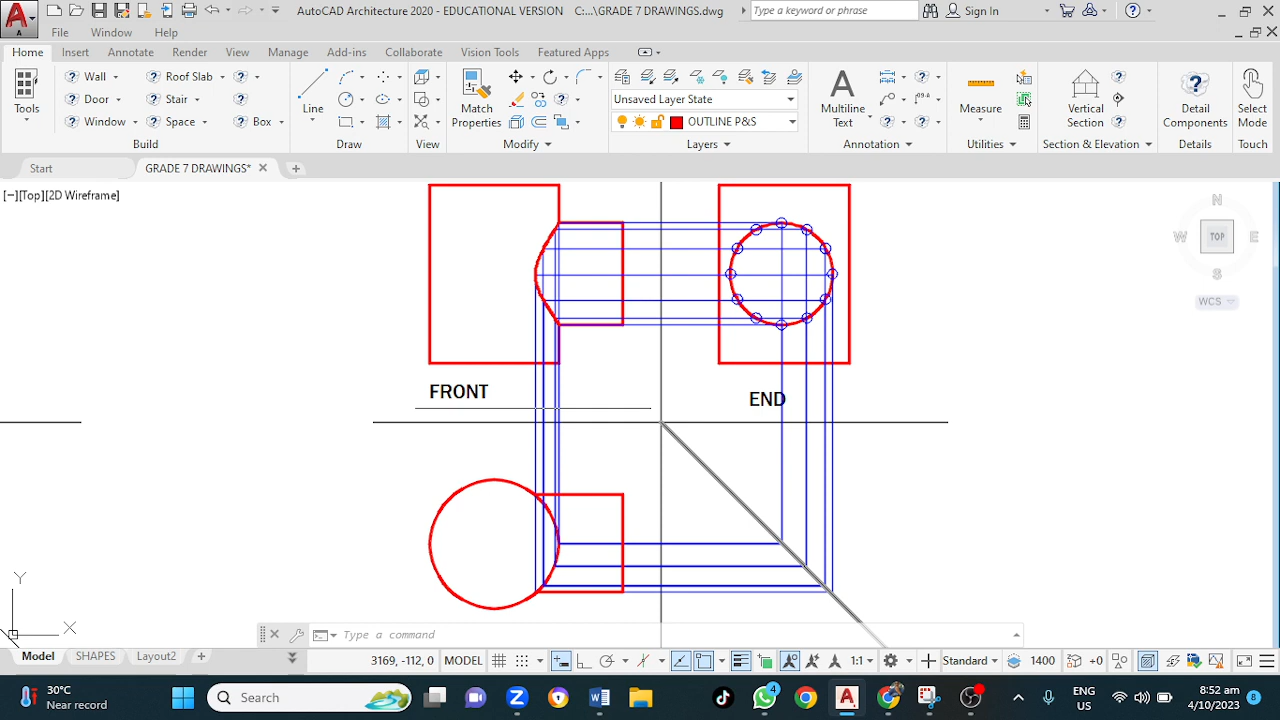 AutoCAD Architecture 2020 - EDUCATIONAL VERSION C:\...\GRADE 7 DRAWINGS.dwg
Type a keyword or phrase
Sign In
File Window Help
Home Insert Annotate Render View Manage Add-ins Collaborate Vision Tools Featured Apps
Tools
Wall
Door
Window
Roof Slab
Stair
Space
Box
Build
Line
Draw
View
Match Properties
Modify
Unsaved Layer State
OUTLINE P&S
Layers
Multiline Text
Annotation
Measure
Utilities
Vertical Section
Section & Elevation
Detail Components
Details
Select Mode
Touch
Start
GRADE 7 DRAWINGS*
[−][Top][2D Wireframe]
N
W TOP E
S
WCS
FRONT
END
Y
X
Type a command
Model SHAPES Layout2
3169, -112, 0 MODEL
1:1
Standard
1400
+0
30°C
Nor trend
Search
4
ENG
US
8:52 am
8